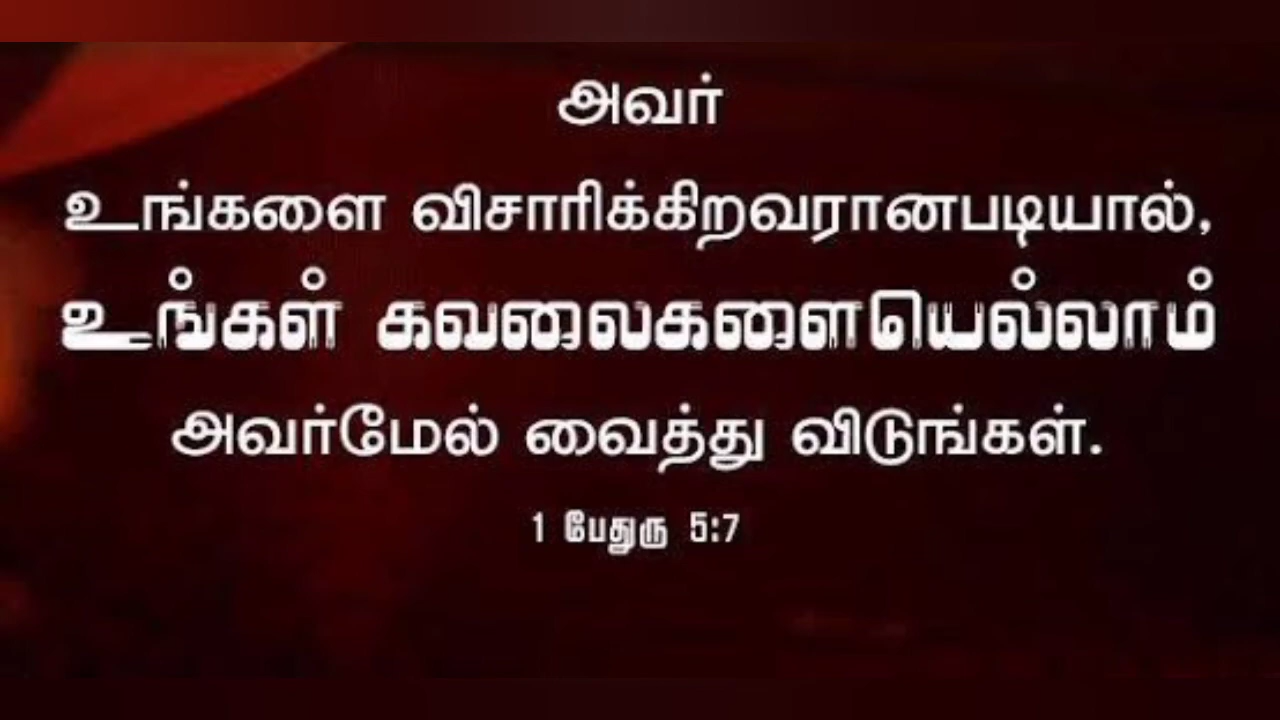 அவர்
உங்களை விசாரிக்கிறவரானபடியால்,
உங்கள் கவலைகளையெல்லாம்
அவர்மேல் வைத்து விடுங்கள்.
1 பேதுரு 5:7